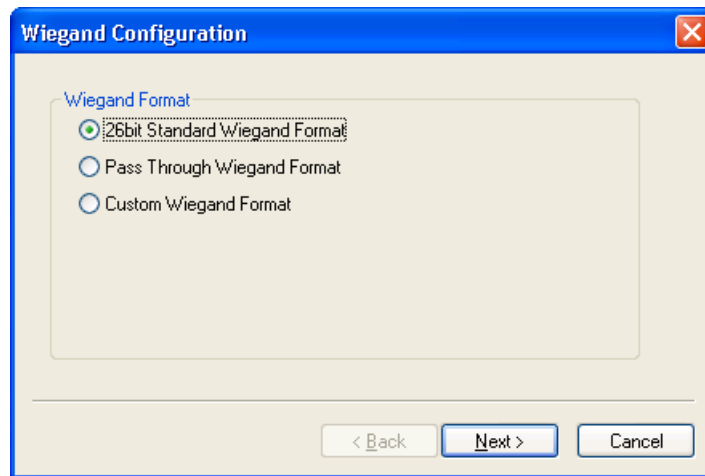 Wiegand Configuration
Wiegand Format
26bit Standard Wiegand Format
Pass Through Wiegand Format
Custom Wiegand Format
< Back Next > Cancel